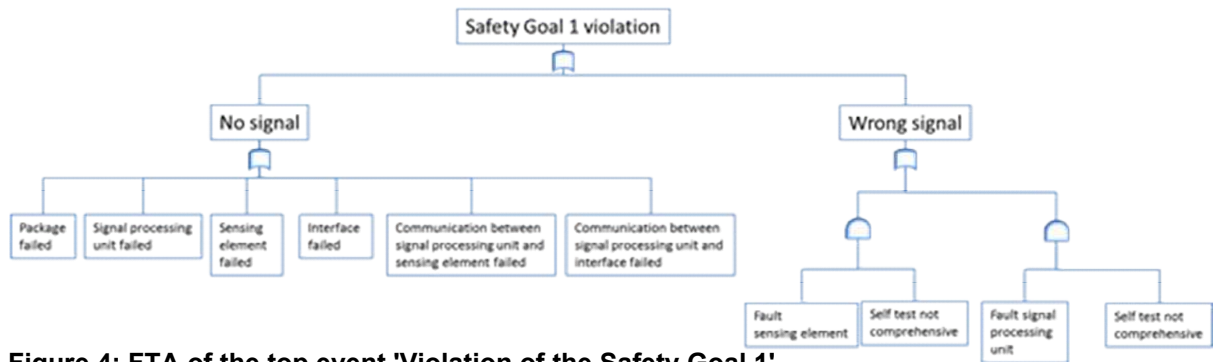 Safety Goal 1 violation
No signal
Wrong signal
Package
failed
Signal processing
unit failed
Sensing
element
failed
Interface
failed
Communication between
signal processing unit and
sensing element failed
Communication between
signal processing unit and
interface failed
Fault
sensing element
Self test not
comprehensive
Fault signal
processing
unit
Self test not
comprehensive
Figure 4: FTA of the top event 'Violation of the Safety Goal 1'